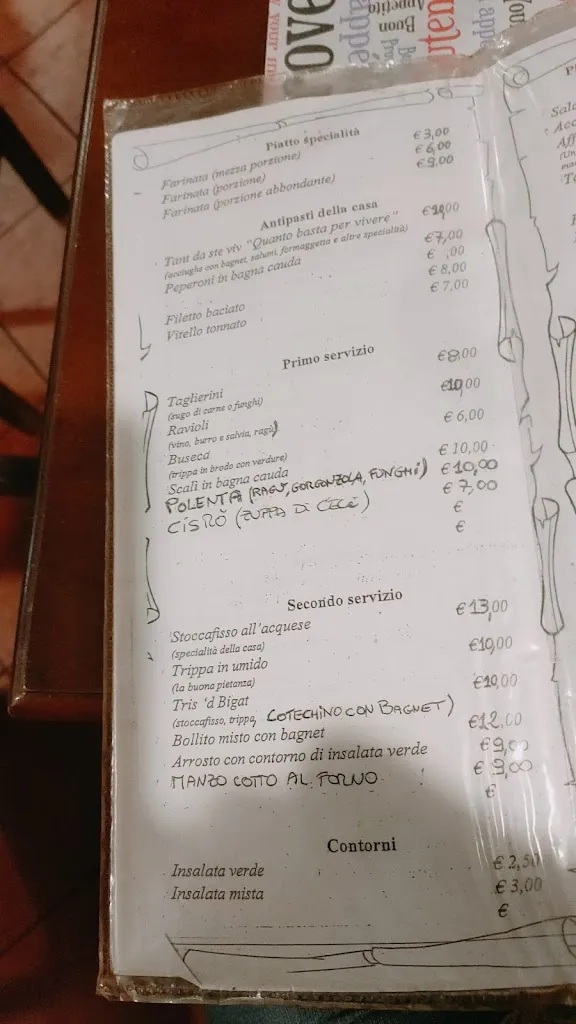 Piatto specialità
Farinata (mezza porzione) € 3,00
Farinata (porzione) € 6,00
Farinata (porzione abbondante) € 9,00
Antipasti della casa
Tant da ste viv "Quanto basta per vivere"
(acciughe con bagnet, salumi, formaggetta e altre specialità) € 7,00
Peperoni in bagna cauda € ,00
Filetto baciato € 8,00
Vitello tonnato € 7,00
Primo servizio
Taglierini € 8,00
(sugo di carne o funghi)
Ravioli € 10,00
(vino, burro e salvia, ragù)
Buseca € 6,00
(trippa in brodo con verdure)
Scali in bagna cauda € 10,00
POLENTA (RAGÙ, GORGONZOLA, FUNGHI) € 10,00
CISRÒ (ZUPPA DI CECI) € 7,00
€
€
Secondo servizio
Stoccafisso all'acquese € 13,00
(specialità della casa)
Trippa in umido € 10,00
(la buona pietanza)
Tris 'd Bigat € 10,00
(stoccafisso, trippa, COTECHINO CON BAGNET)
Bollito misto con bagnet € 12,00
Arrosto con contorno di insalata verde € 9,00
MANZO COTTO AL FORNO € 9,00
€
Contorni
Insalata verde € 2,50
Insalata mista € 3,00
€
Buon
Appetito